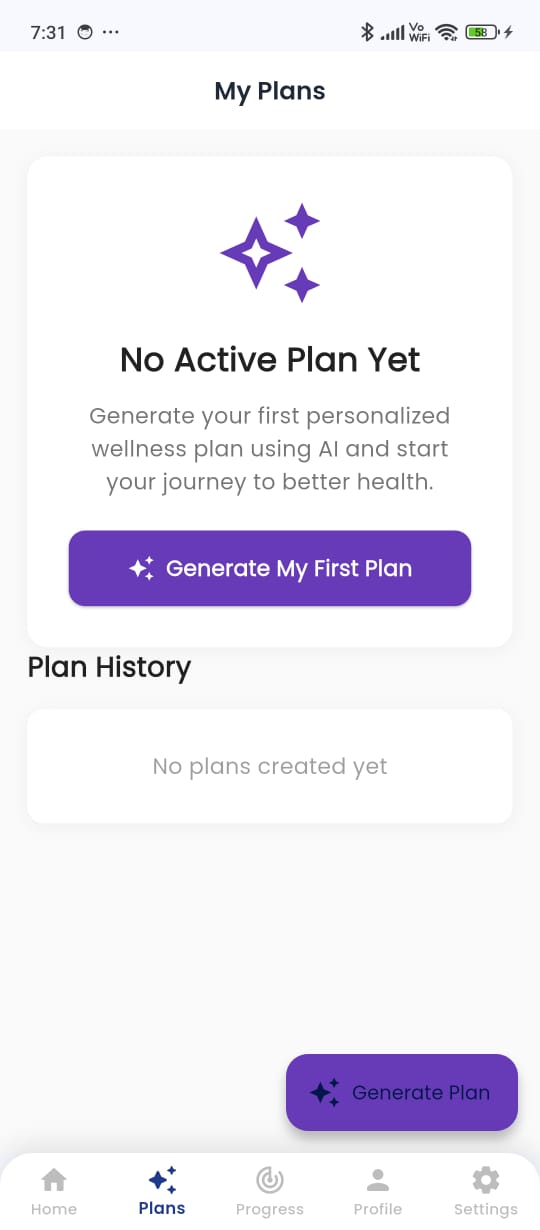 7:31 ...
Vo
WiFi
58
My Plans
No Active Plan Yet
Generate your first personalized
wellness plan using AI and start
your journey to better health.
Generate My First Plan
Plan History
No plans created yet
Generate Plan
Home Plans Progress Profile Settings